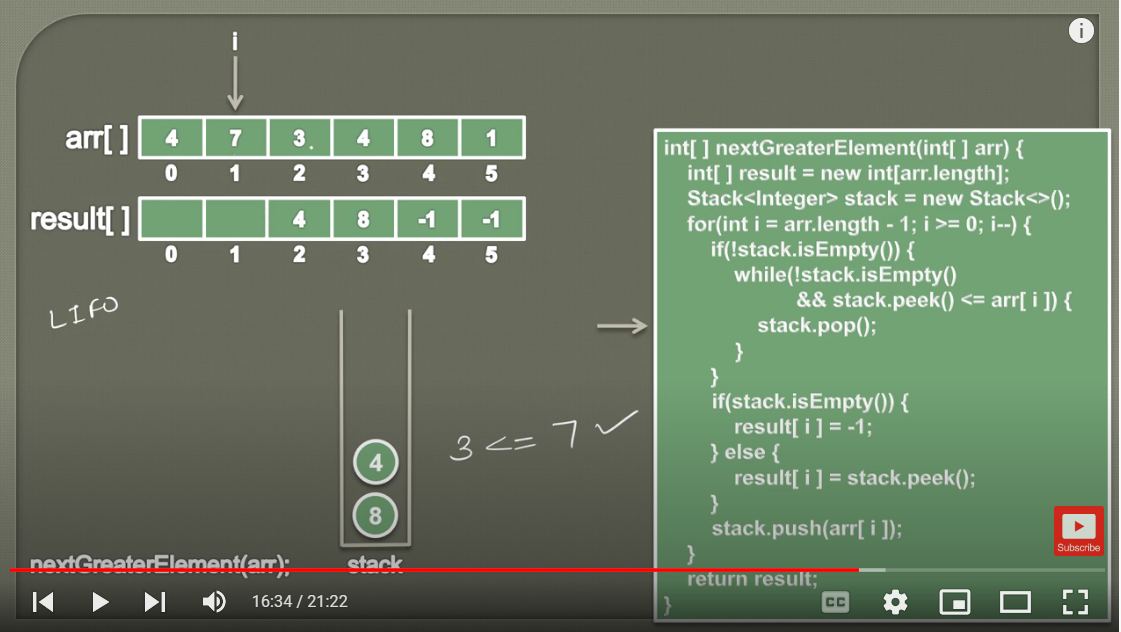 i
arr[ ] 4 7 3 4 8 1
0 1 2 3 4 5
result[ ] 4 8 -1 -1
0 1 2 3 4 5
LIFO
4
8
3 <= 7 ✓
nextGreaterElement(arr); stack
int[ ] nextGreaterElement(int[ ] arr) {
int[ ] result = new int[arr.length];
Stack<Integer> stack = new Stack<>();
for(int i = arr.length - 1; i >= 0; i--) {
if(!stack.isEmpty()) {
while(!stack.isEmpty()
&& stack.peek() <= arr[ i ]) {
stack.pop();
}
}
if(stack.isEmpty()) {
result[ i ] = -1;
} else {
result[ i ] = stack.peek();
}
stack.push(arr[ i ]);
}
return result;
}
Subscribe
16:34 / 21:22
CC